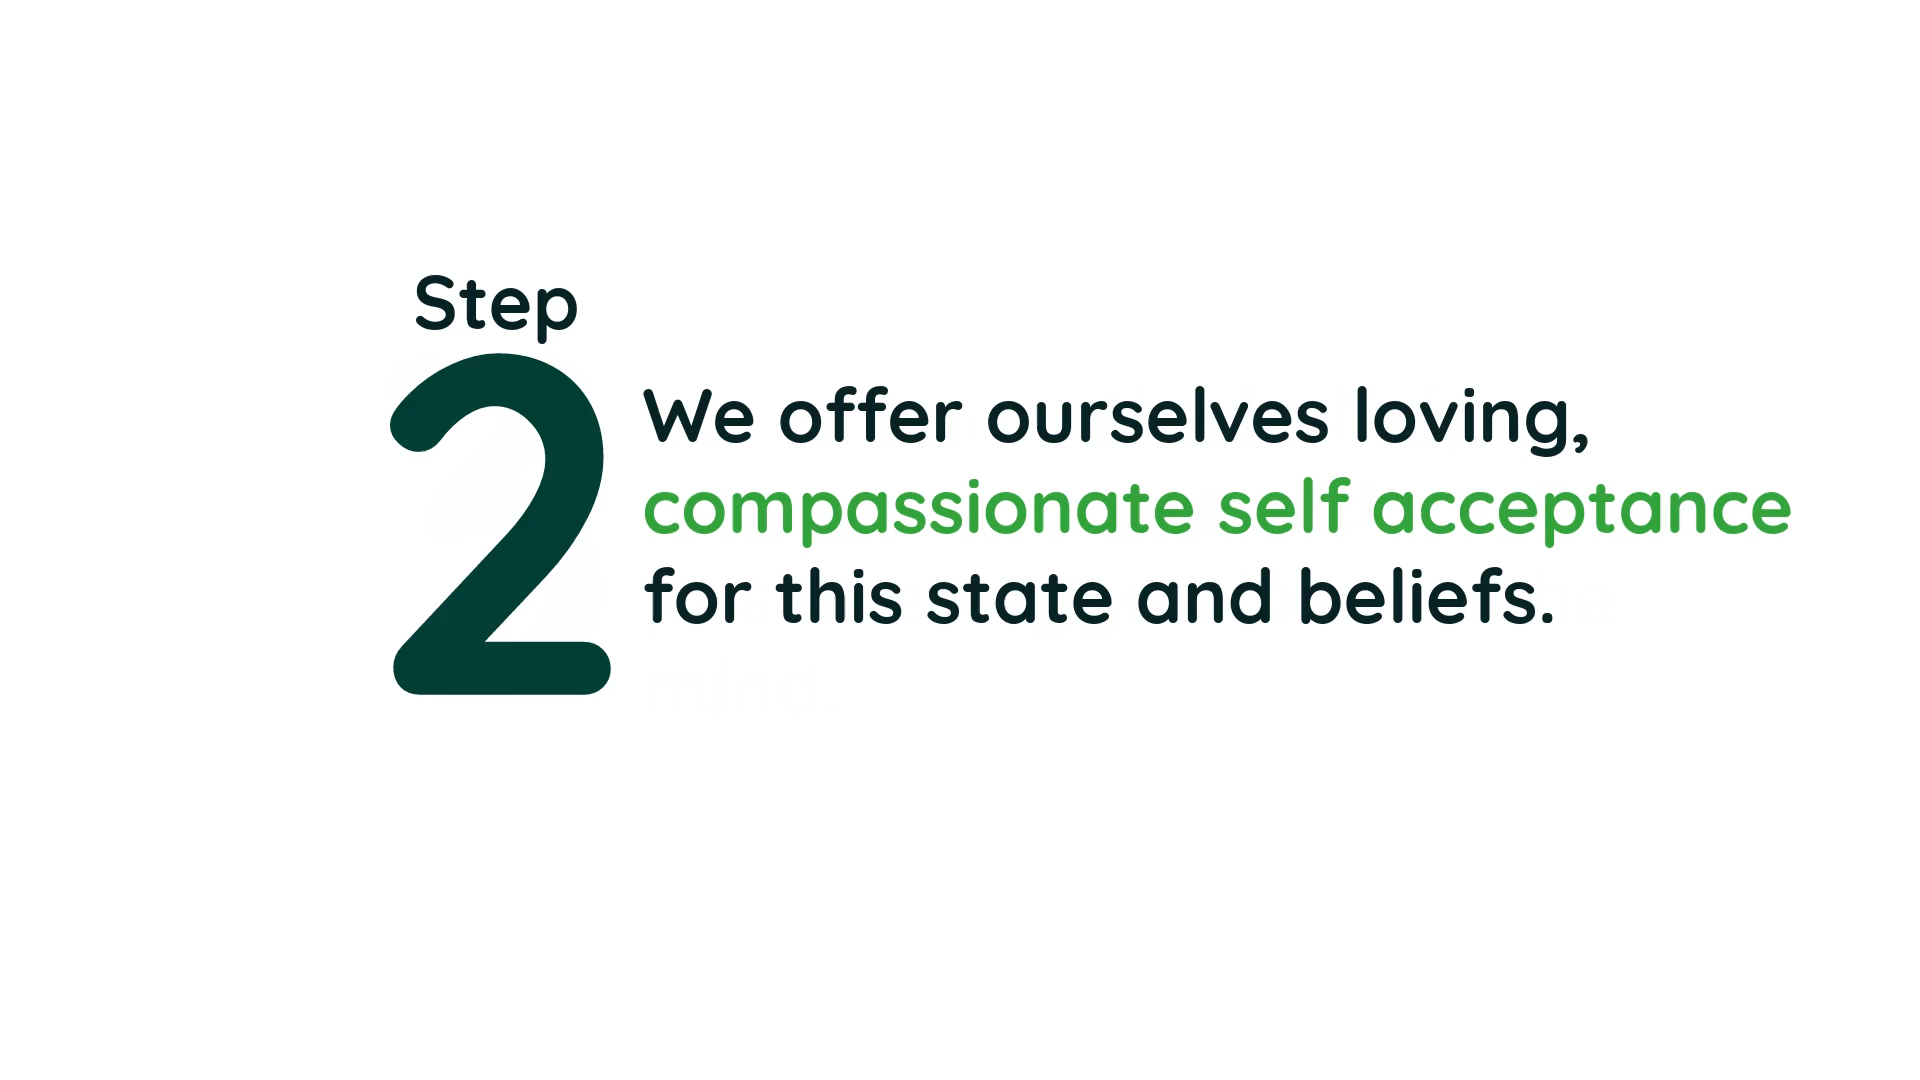 Step
2
We offer ourselves loving,
compassionate self acceptance
for this state and beliefs.